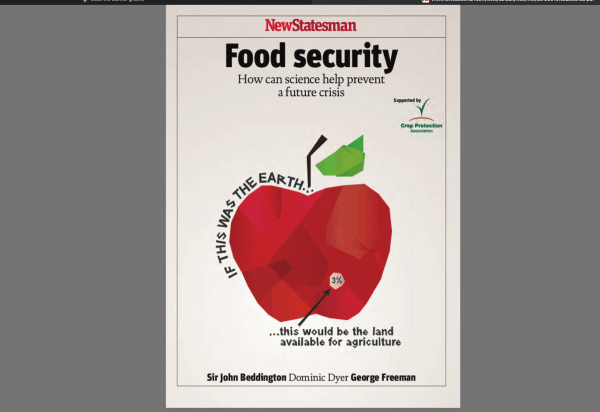 NewStatesman
Food security
How can science help prevent
a future crisis
Supported by
Crop Protection
Association
IF THIS WAS THE EARTH...
3%
...this would be the land
available for agriculture
Sir John Beddington Dominic Dyer George Freeman